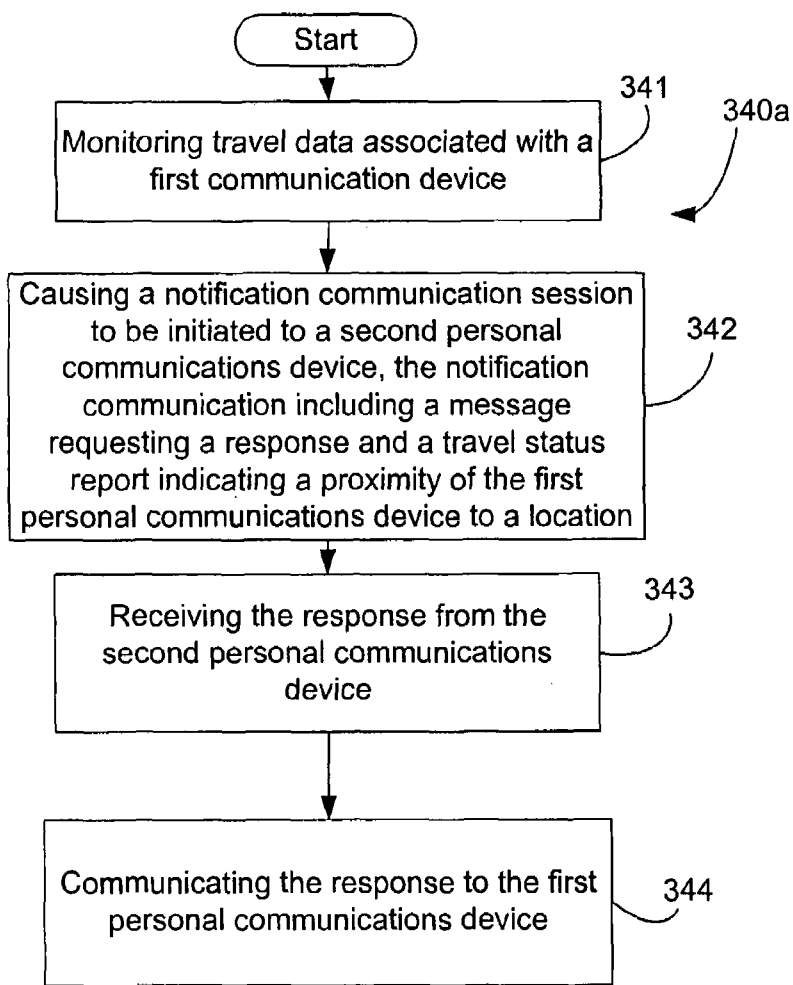 Start
341
340a
Monitoring travel data associated with a
first communication device
Causing a notification communication session
to be initiated to a second personal
communications device, the notification
communication including a message
requesting a response and a travel status
report indicating a proximity of the first
personal communications device to a location
342
Receiving the response from the
second personal communications
device
343
Communicating the response to the first
personal communications device
344